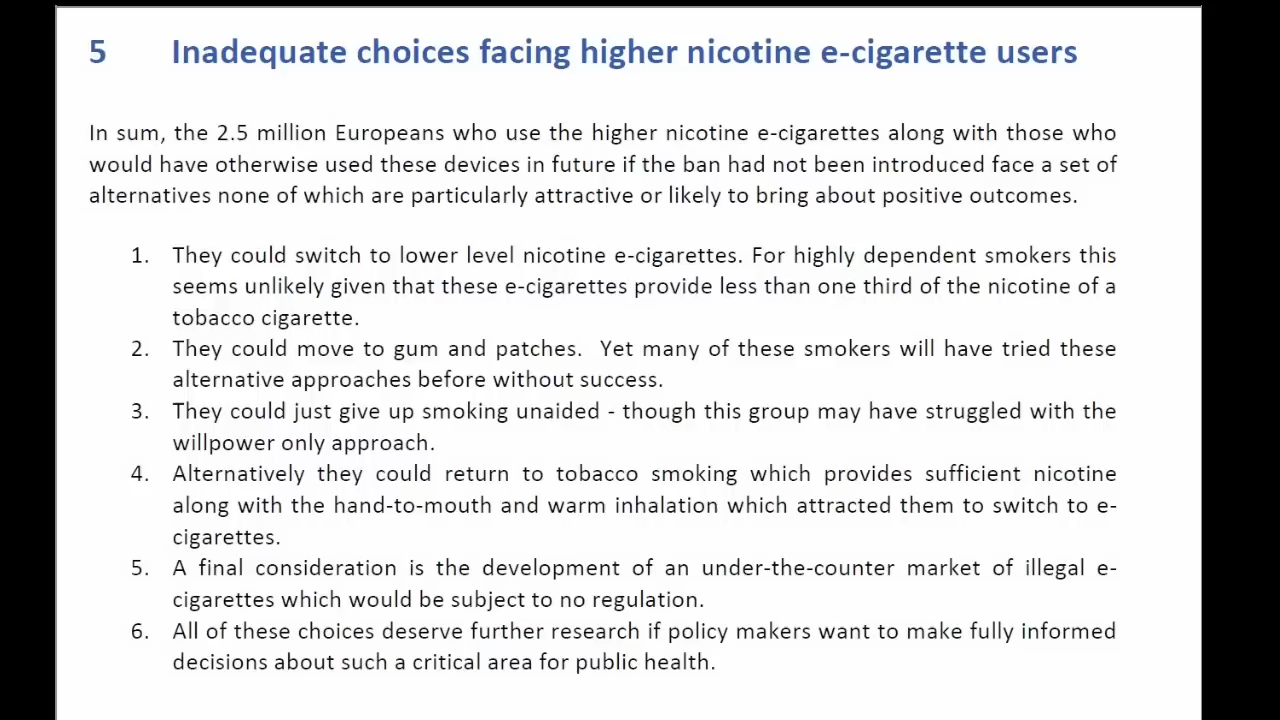 5 Inadequate choices facing higher nicotine e-cigarette users
In sum, the 2.5 million Europeans who use the higher nicotine e-cigarettes along with those who
would have otherwise used these devices in future if the ban had not been introduced face a set of
alternatives none of which are particularly attractive or likely to bring about positive outcomes.
1. They could switch to lower level nicotine e-cigarettes. For highly dependent smokers this
seems unlikely given that these e-cigarettes provide less than one third of the nicotine of a
tobacco cigarette.
2. They could move to gum and patches. Yet many of these smokers will have tried these
alternative approaches before without success.
3. They could just give up smoking unaided - though this group may have struggled with the
willpower only approach.
4. Alternatively they could return to tobacco smoking which provides sufficient nicotine
along with the hand-to-mouth and warm inhalation which attracted them to switch to e-
cigarettes.
5. A final consideration is the development of an under-the-counter market of illegal e-
cigarettes which would be subject to no regulation.
6. All of these choices deserve further research if policy makers want to make fully informed
decisions about such a critical area for public health.